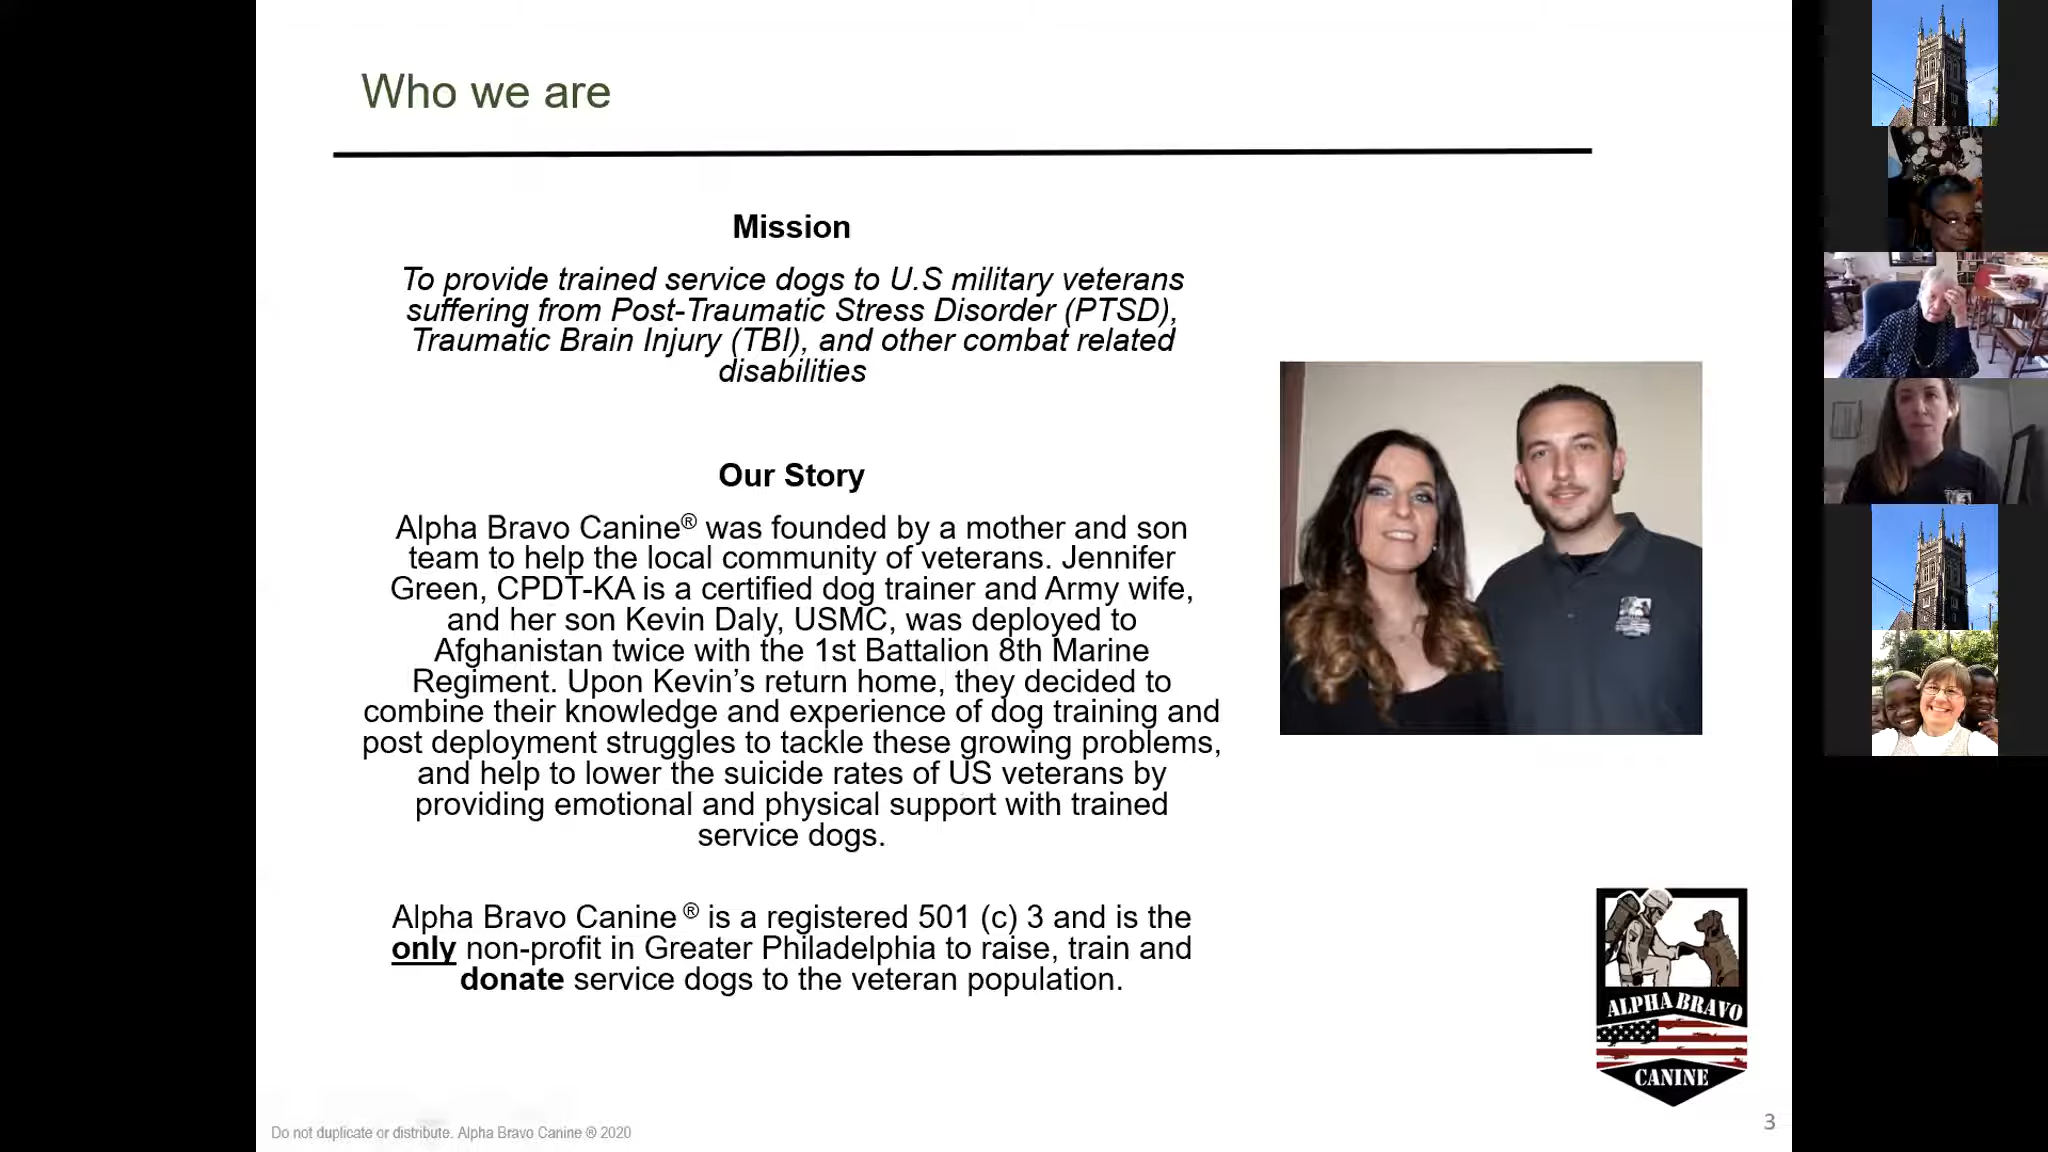 Who we are
Mission
To provide trained service dogs to U.S military veterans
suffering from Post-Traumatic Stress Disorder (PTSD),
Traumatic Brain Injury (TBI), and other combat related
disabilities
Our Story
Alpha Bravo Canine® was founded by a mother and son
team to help the local community of veterans. Jennifer
Green, CPDT-KA is a certified dog trainer and Army wife,
and her son Kevin Daly, USMC, was deployed to
Afghanistan twice with the 1st Battalion 8th Marine
Regiment. Upon Kevin’s return home, they decided to
combine their knowledge and experience of dog training and
post deployment struggles to tackle these growing problems,
and help to lower the suicide rates of US veterans by
providing emotional and physical support with trained
service dogs.
Alpha Bravo Canine ® is a registered 501 (c) 3 and is the
only non-profit in Greater Philadelphia to raise, train and
donate service dogs to the veteran population.
ALPHA BRAVO
CANINE
Do not duplicate or distribute. Alpha Bravo Canine ® 2020
3